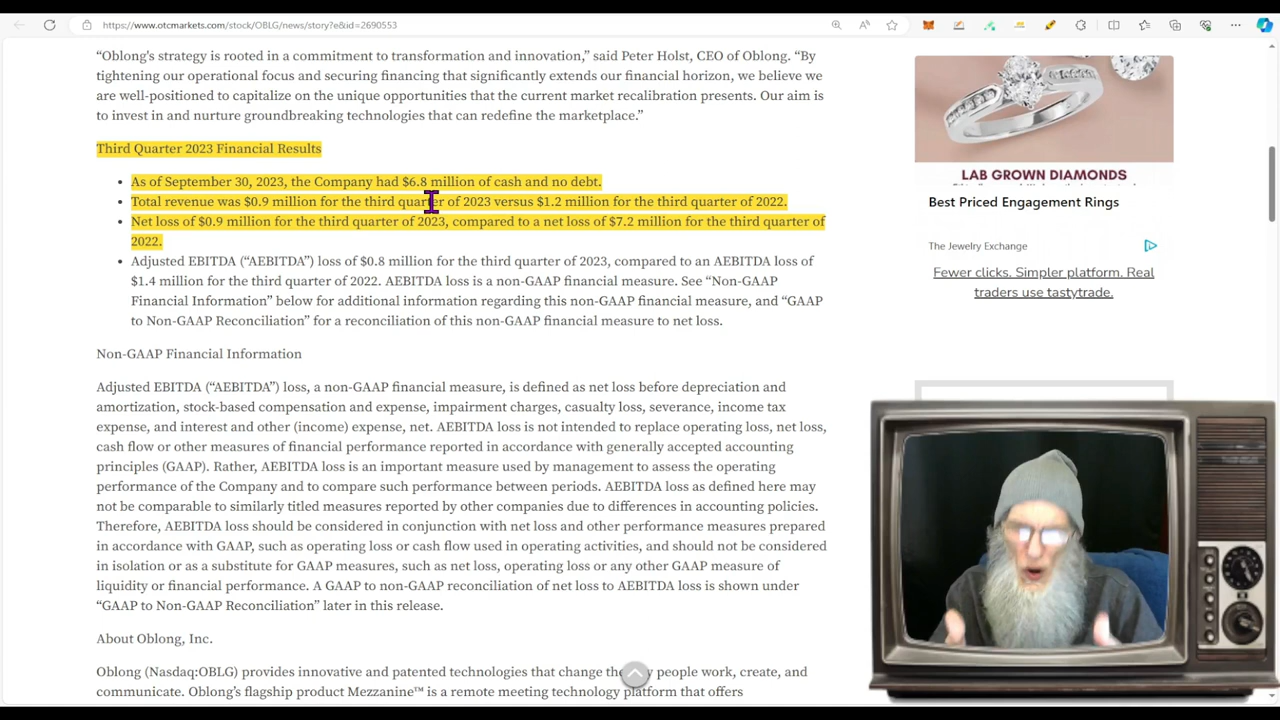 https://www.otcmarkets.com/stock/OBLG/news/story?e&id=2690553
“Oblong's strategy is rooted in a commitment to transformation and innovation,” said Peter Holst, CEO of Oblong. “By
tightening our operational focus and securing financing that significantly extends our financial horizon, we believe we
are well-positioned to capitalize on the unique opportunities that the current market recalibration presents. Our aim is
to invest in and nurture groundbreaking technologies that can redefine the marketplace.”
Third Quarter 2023 Financial Results
• As of September 30, 2023, the Company had $6.8 million of cash and no debt.
• Total revenue was $0.9 million for the third quarter of 2023 versus $1.2 million for the third quarter of 2022.
• Net loss of $0.9 million for the third quarter of 2023, compared to a net loss of $7.2 million for the third quarter of
2022.
• Adjusted EBITDA (“AEBITDA”) loss of $0.8 million for the third quarter of 2023, compared to an AEBITDA loss of
$1.4 million for the third quarter of 2022. AEBITDA loss is a non-GAAP financial measure. See “Non-GAAP
Financial Information” below for additional information regarding this non-GAAP financial measure, and “GAAP
to Non-GAAP Reconciliation” for a reconciliation of this non-GAAP financial measure to net loss.
Non-GAAP Financial Information
Adjusted EBITDA (“AEBITDA”) loss, a non-GAAP financial measure, is defined as net loss before depreciation and
amortization, stock-based compensation and expense, impairment charges, casualty loss, severance, income tax
expense, and interest and other (income) expense, net. AEBITDA loss is not intended to replace operating loss, net loss,
cash flow or other measures of financial performance reported in accordance with generally accepted accounting
principles (GAAP). Rather, AEBITDA loss is an important measure used by management to assess the operating
performance of the Company and to compare such performance between periods. AEBITDA loss as defined here may
not be comparable to similarly titled measures reported by other companies due to differences in accounting policies.
Therefore, AEBITDA loss should be considered in conjunction with net loss and other performance measures prepared
in accordance with GAAP, such as operating loss or cash flow used in operating activities, and should not be considered
in isolation or as a substitute for GAAP measures, such as net loss, operating loss or any other GAAP measure of
liquidity or financial performance. A GAAP to non-GAAP reconciliation of net loss to AEBITDA loss is shown under
“GAAP to Non-GAAP Reconciliation” later in this release.
About Oblong, Inc.
Oblong (Nasdaq:OBLG) provides innovative and patented technologies that change the people work, create, and
communicate. Oblong’s flagship product Mezzanine™ is a remote meeting technology platform that offers
LAB GROWN DIAMONDS
Best Priced Engagement Rings
The Jewelry Exchange
Fewer clicks. Simpler platform. Real
traders use tastytrade.